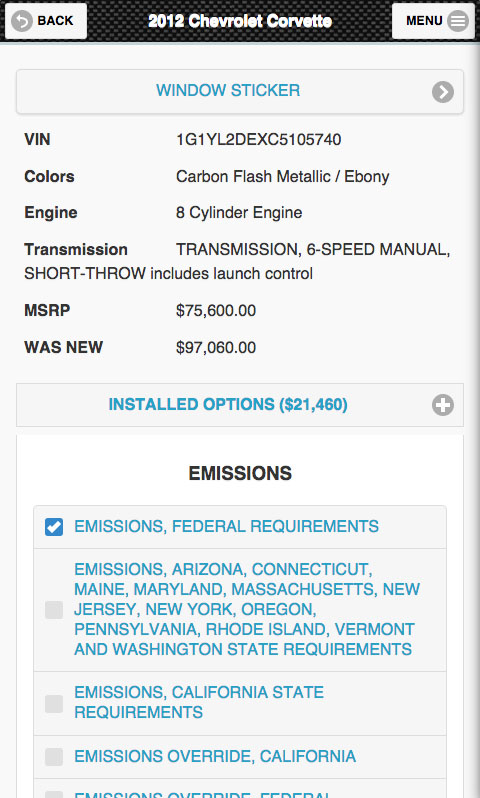 BACK
2012 Chevrolet Corvette
MENU
WINDOW STICKER
VIN 1G1YL2DEXC5105740
Colors Carbon Flash Metallic / Ebony
Engine 8 Cylinder Engine
Transmission TRANSMISSION, 6-SPEED MANUAL,
SHORT-THROW includes launch control
MSRP $75,600.00
WAS NEW $97,060.00
INSTALLED OPTIONS ($21,460)
EMISSIONS
EMISSIONS, FEDERAL REQUIREMENTS
EMISSIONS, ARIZONA, CONNECTICUT,
MAINE, MARYLAND, MASSACHUSETTS, NEW
JERSEY, NEW YORK, OREGON,
PENNSYLVANIA, RHODE ISLAND, VERMONT
AND WASHINGTON STATE REQUIREMENTS
EMISSIONS, CALIFORNIA STATE
REQUIREMENTS
EMISSIONS OVERRIDE, CALIFORNIA
EMISSIONS OVERRIDE, FEDERAL